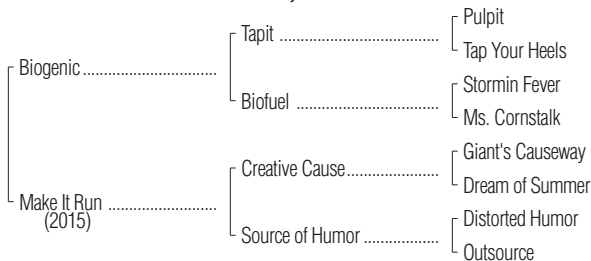 Pulpit
Tapit
Tap Your Heels
Biogenic
Stormin Fever
Biofuel
Ms. Cornstalk
Giant's Causeway
Creative Cause
Dream of Summer
Make It Run
(2015)
Distorted Humor
Source of Humor
Outsource